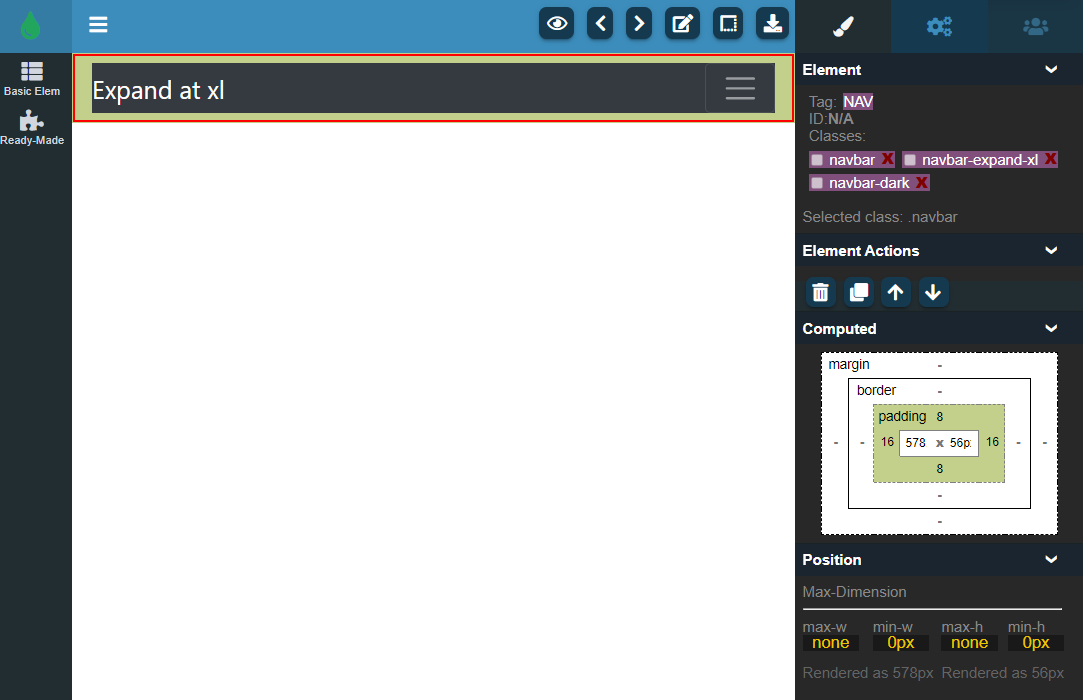 Basic Elem
Ready-Made
Expand at xl
Element
Tag: NAV
ID:N/A
Classes:
navbar X navbar-expand-xl X
navbar-dark X
Selected class: .navbar
Element Actions
Computed
margin -
border -
padding 8
- - 16 578 x 56p 16 - -
8
-
-
Position
Max-Dimension
max-w min-w max-h min-h
none 0px none 0px
Rendered as 578px Rendered as 56px